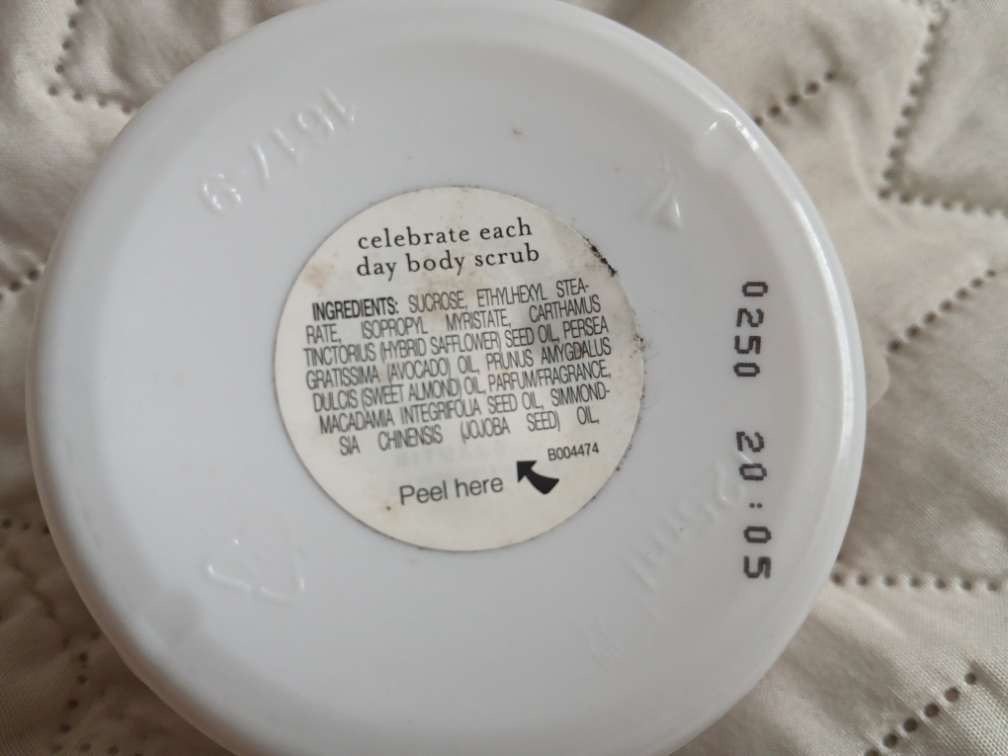 1617-9
celebrate each
day body scrub
INGREDIENTS: SUCROSE, ETHYLHEXYL STEA-
RATE, ISOPROPYL MYRISTATE, CARTHAMUS
TINCTORIUS (HYBRID SAFFLOWER) SEED OIL, PERSEA
GRATISSIMA (AVOCADO) OIL, PRUNUS AMYGDALUS
DULCIS (SWEET ALMOND) OIL, PARFUM/FRAGRANCE,
MACADAMIA INTEGRIFOLIA SEED OIL, SIMMOND-
SIA CHINENSIS (JOJOBA SEED) OIL,
B004474
Peel here
0250 20:05